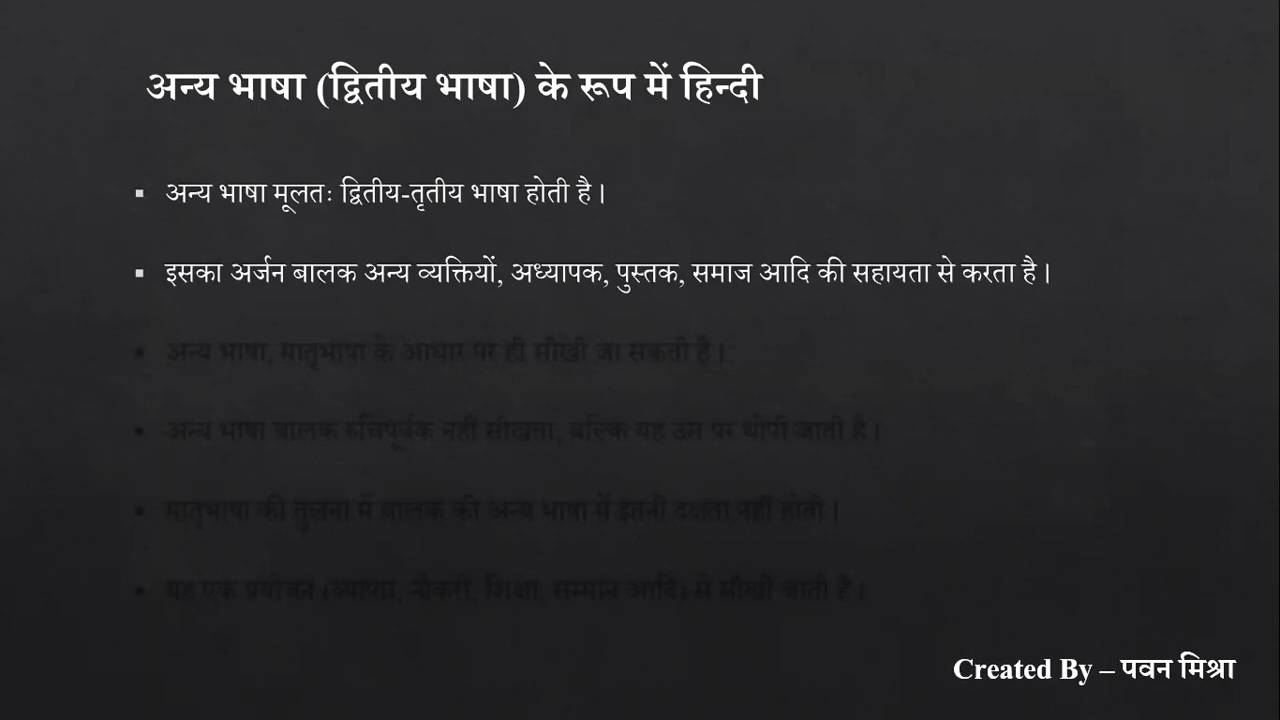 अन्य भाषा (द्वितीय भाषा) के रूप में हिन्दी
▪ अन्य भाषा मूलतः द्वितीय-तृतीय भाषा होती है।
▪ इसका अर्जन बालक अन्य व्यक्तियों, अध्यापक, पुस्तक, समाज आदि की सहायता से करता है।
▪ अन्य भाषा, मातृभाषा के आधार पर ही सीखी जा सकती है।
▪ अन्य भाषा बालक रुचिपूर्वक नहीं सीखता, बल्कि यह उस पर थोपी जाती है।
▪ मातृभाषा की तुलना में बालक की अन्य भाषा में इतनी दक्षता नहीं होती।
▪ यह एक प्रयोजन (व्यापार, नौकरी, शिक्षा, सम्मान आदि) से सीखी जाती है।
Created By – पवन मिश्रा